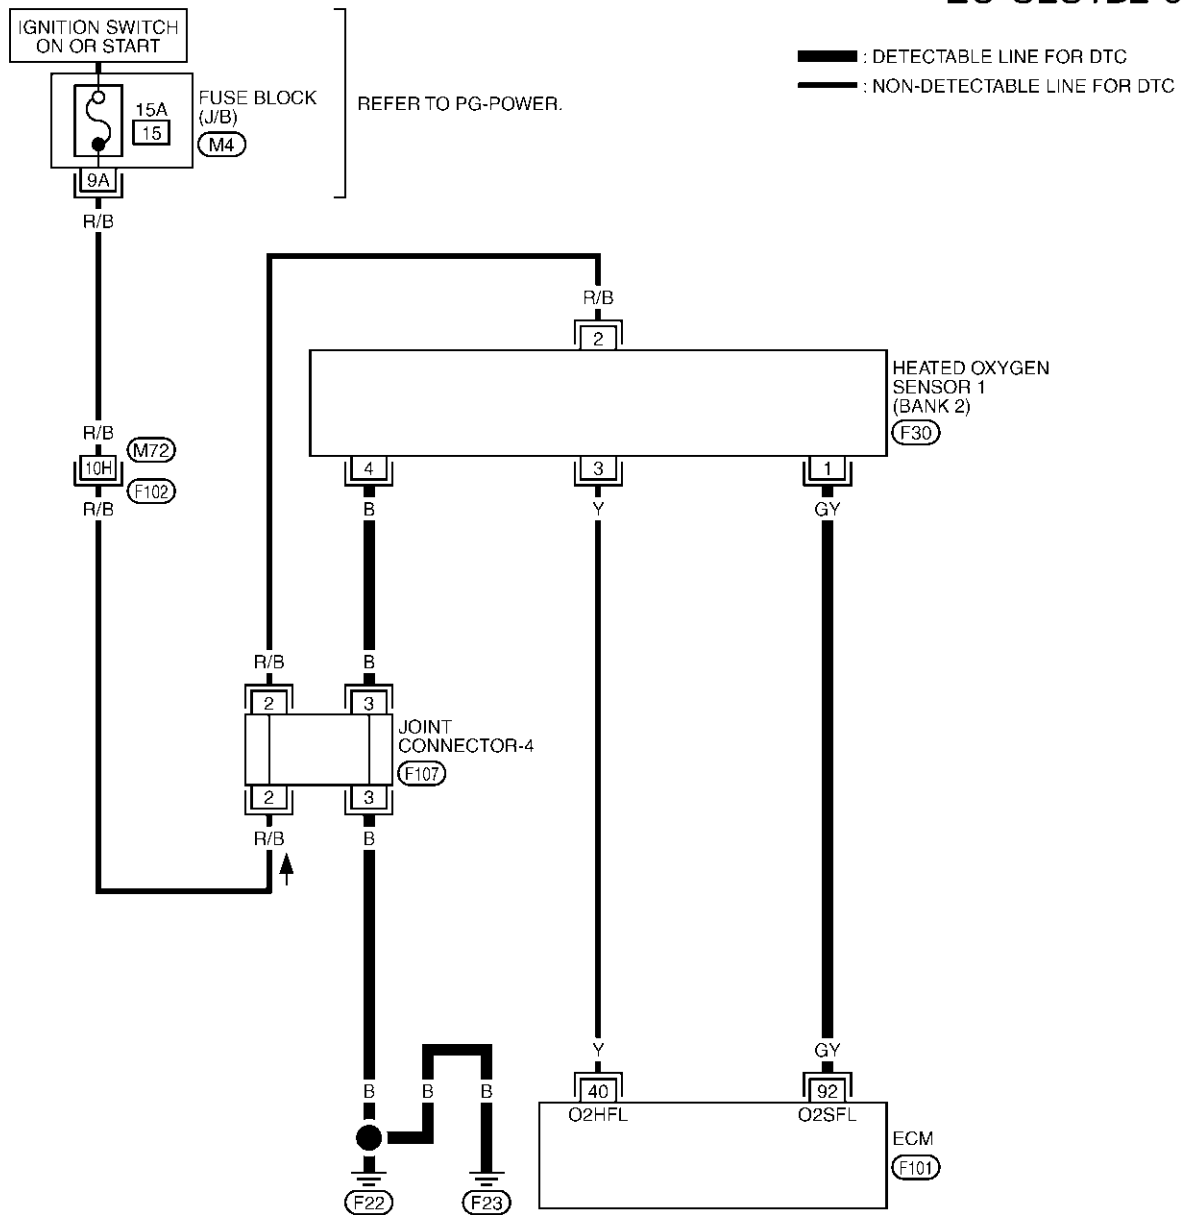 IGNITION SWITCH
ON OR START
: DETECTABLE LINE FOR DTC
: NON-DETECTABLE LINE FOR DTC
FUSE BLOCK
(J/B)
M4
15A
15
REFER TO PG-POWER.
9A
R/B
R/B
2
HEATED OXYGEN
SENSOR 1
(BANK 2)
F30
R/B
M72
10H
F102
R/B
4
3
1
B
Y
GY
R/B
B
2
3
JOINT
CONNECTOR-4
F107
2
3
R/B
B
Y
GY
B
B
B
40
92
O2HFL
O2SFL
ECM
F101
F22
F23